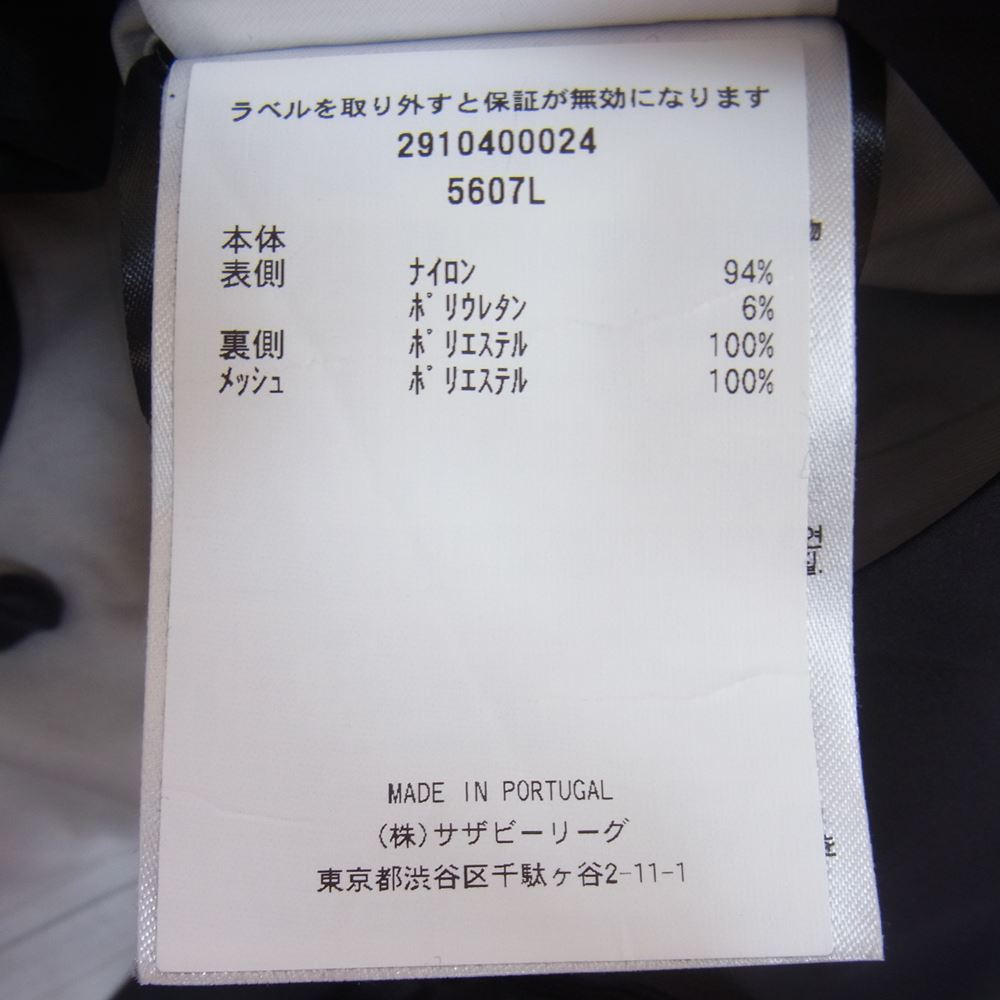 ラベルを取り外すと保証が無効になります
2910400024
5607L
本体
表側 ナイロン 94%
ポリウレタン 6%
裏側 ポリエステル 100%
メッシュ ポリエステル 100%
MADE IN PORTUGAL
(株)サザビーリーグ
東京都渋谷区千駄ヶ谷2-11-1